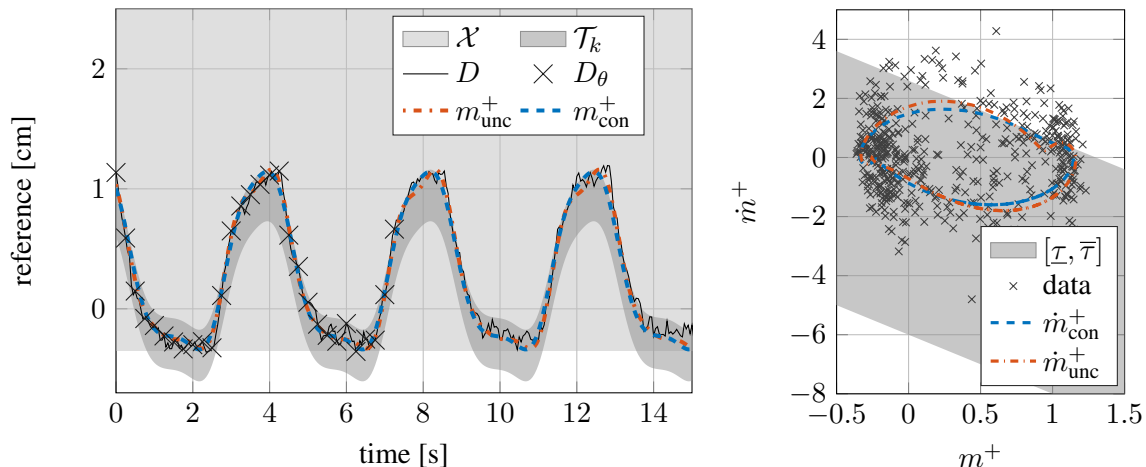 2
1
0
reference [cm]
𝒳 𝒯ₖ
D D_θ
m⁺_unc m⁺_con
0 2 4 6 8 10 12 14
time [s]
4
2
0
−2
−4
−6
−8
ṁ⁺
[τ̲, τ̅]
data
ṁ⁺_con
ṁ⁺_unc
−0.5 0 0.5 1 1.5
m⁺